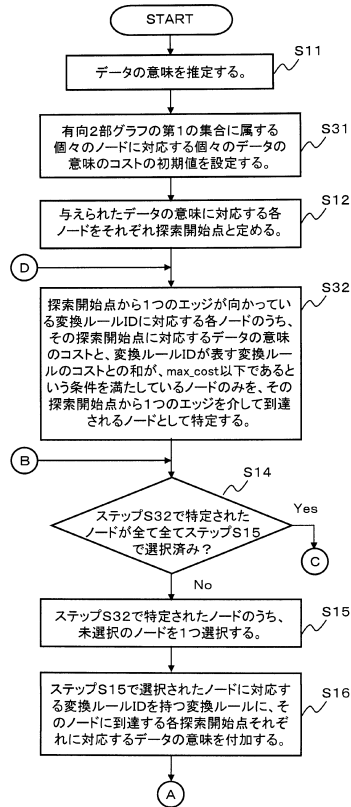 START
S11
データの意味を推定する。
S31
有向2部グラフの第1の集合に属する
個々のノードに対応する個々のデータの
意味のコストの初期値を設定する。
S12
与えられたデータの意味に対応する各
ノードをそれぞれ探索開始点と定める。
D
S32
探索開始点から1つのエッジが向かってい
る変換ルールIDに対応する各ノードのうち、
その探索開始点に対応するデータの意味
のコストと、変換ルールIDが表す変換ルー
ルのコストとの和が、max_cost以下であると
いう条件を満たしているノードのみを、その
探索開始点から1つのエッジを介して到達
されるノードとして特定する。
B
S14
ステップS32で特定された
ノードが全て全てステップS15
で選択済み？
Yes
C
No
S15
ステップS32で特定されたノードのうち、
未選択のノードを1つ選択する。
S16
ステップS15で選択されたノードに対応す
る変換ルールIDを持つ変換ルールに、そ
のノードに到達する各探索開始点それぞ
れに対応するデータの意味を付加する。
A